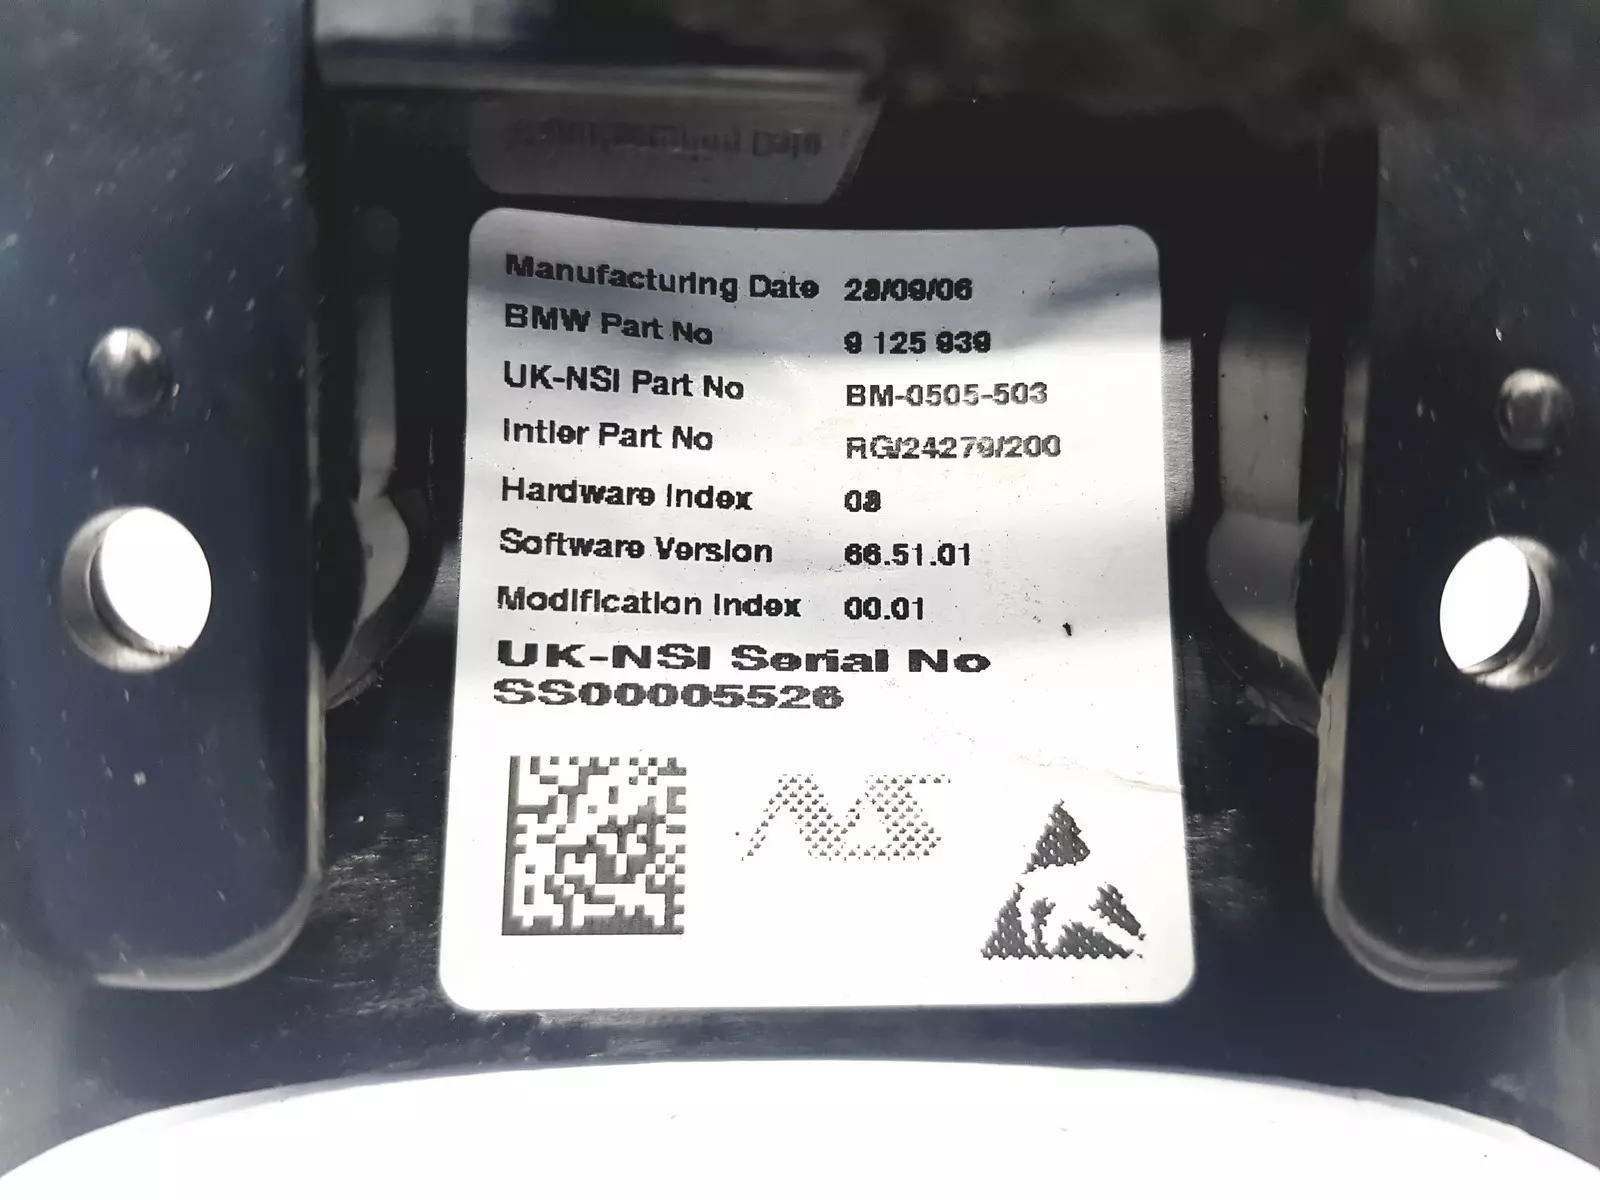 Manufacturing Date
Manufacturing Date 28/09/06
BMW Part No 9 125 939
UK-NSI Part No BM-0505-503
Intier Part No RG/24279/200
Hardware Index 08
Software Version 66.51.01
Modification Index 00.01
UK-NSI Serial No
SS00005526